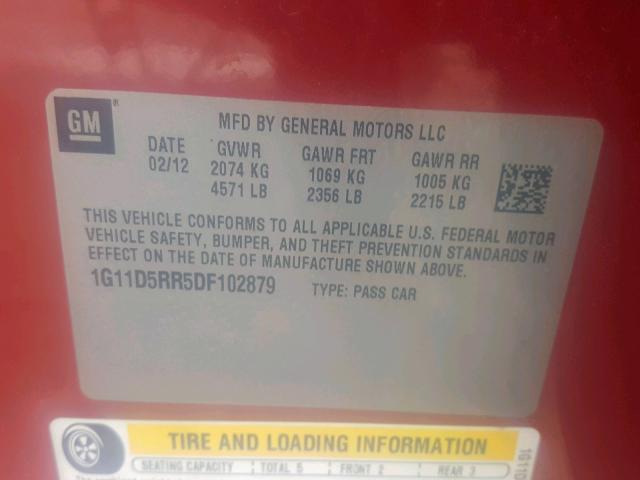 GM
MFD BY GENERAL MOTORS LLC
DATE GVWR GAWR FRT GAWR RR
02/12 2074 KG 1069 KG 1005 KG
4571 LB 2356 LB 2215 LB
THIS VEHICLE CONFORMS TO ALL APPLICABLE U.S. FEDERAL MOTOR
VEHICLE SAFETY, BUMPER, AND THEFT PREVENTION STANDARDS IN
EFFECT ON THE DATE OF MANUFACTURE SHOWN ABOVE.
1G11D5RR5DF102879 TYPE: PASS CAR
TIRE AND LOADING INFORMATION
SEATING CAPACITY TOTAL 5 FRONT 2 REAR 3
1G11D